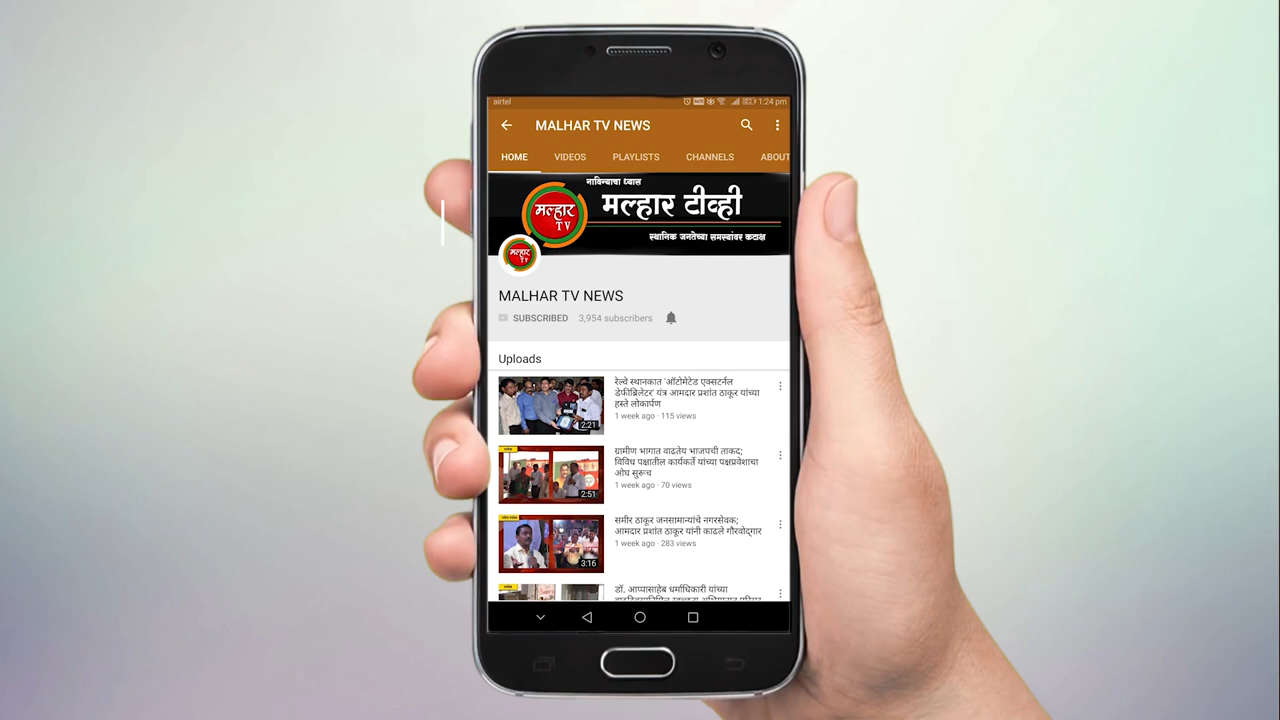 airtel 1:24 pm
MALHAR TV NEWS
HOME VIDEOS PLAYLISTS CHANNELS ABOUT
नाविन्याचा ध्यास
मल्हार टीव्ही
मल्हार
TV
स्थानिक जनतेच्या समस्यांवर कटाक्ष
मल्हार
TV
MALHAR TV NEWS
SUBSCRIBED 3,954 subscribers
Uploads
रेल्वे स्थानकात 'ऑटोमेटेड एक्सटर्नल
डेफीब्रिलेटर' यंत्र आमदार प्रशांत ठाकूर यांच्या
हस्ते लोकार्पण
1 week ago · 115 views
2:21
ग्रामीण भागात वाढतेय भाजपची ताकद;
विविध पक्षातील कार्यकर्ते यांच्या पक्षप्रवेशाचा
ओघ सुरूच
1 week ago · 70 views
2:51
समीर ठाकूर जनसामान्यांचे नगरसेवक;
आमदार प्रशांत ठाकूर यांनी काढले गौरवोद्गार
1 week ago · 283 views
3:16
डॉ. आप्पासाहेब धर्माधिकारी यांच्या